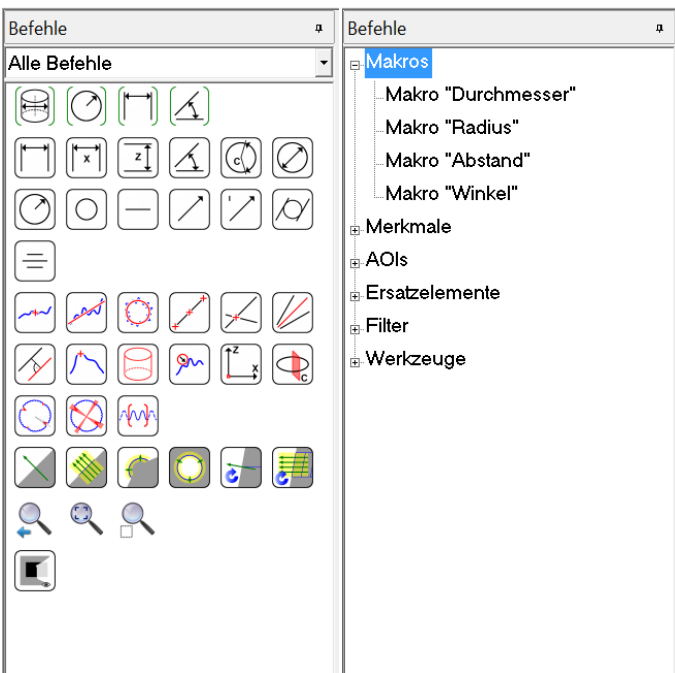 Befehle
Alle Befehle
x
z
c
z
x
c
Befehle
Makros
Makro "Durchmesser"
Makro "Radius"
Makro "Abstand"
Makro "Winkel"
Merkmale
AOIs
Ersatzelemente
Filter
Werkzeuge